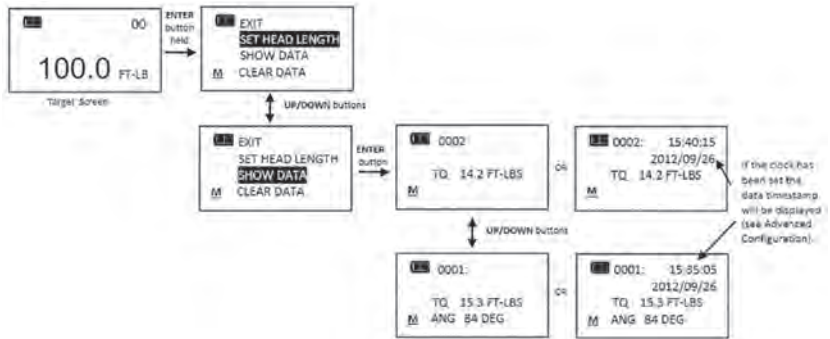 00
100.0 FT-LB
Target Screen
ENTER
button
held
EXIT
SET HEAD LENGTH
SHOW DATA
M CLEAR DATA
UP/DOWN buttons
EXIT
SET HEAD LENGTH
SHOW DATA
M CLEAR DATA
ENTER
button
0002
TQ 14.2 FT-LBS
M
OR
0002: 15:40:15
2012/09/26
TQ 14.2 FT-LBS
M
If the clock has
been set the
data timestamp
will be displayed
(see Advanced
Configuration).
UP/DOWN buttons
0001:
TQ 15.3 FT-LBS
M ANG 84 DEG
OR
0001: 15:35:05
2012/09/26
TQ 15.3 FT-LBS
M ANG 84 DEG